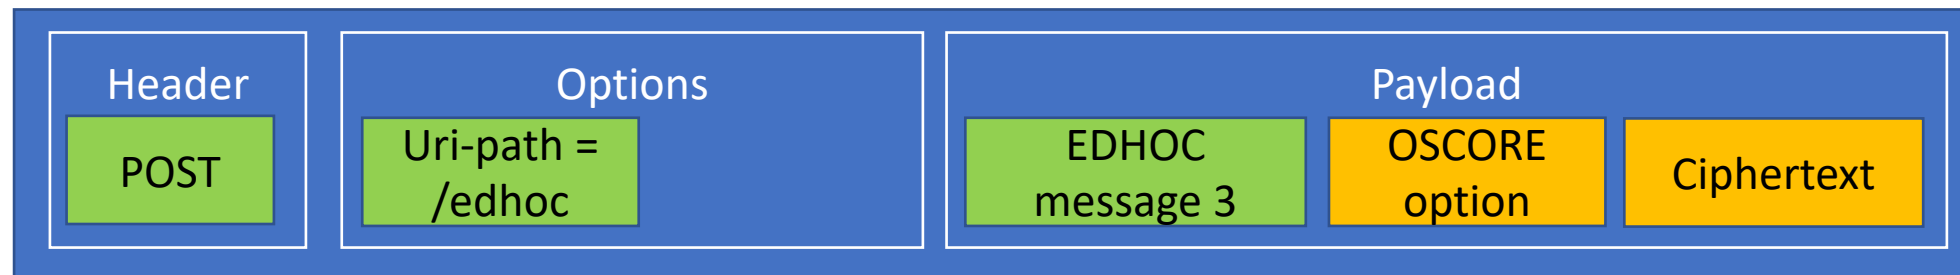 Header
POST
Options
Uri-path =
/edhoc
Payload
EDHOC
message 3
OSCORE
option
Ciphertext